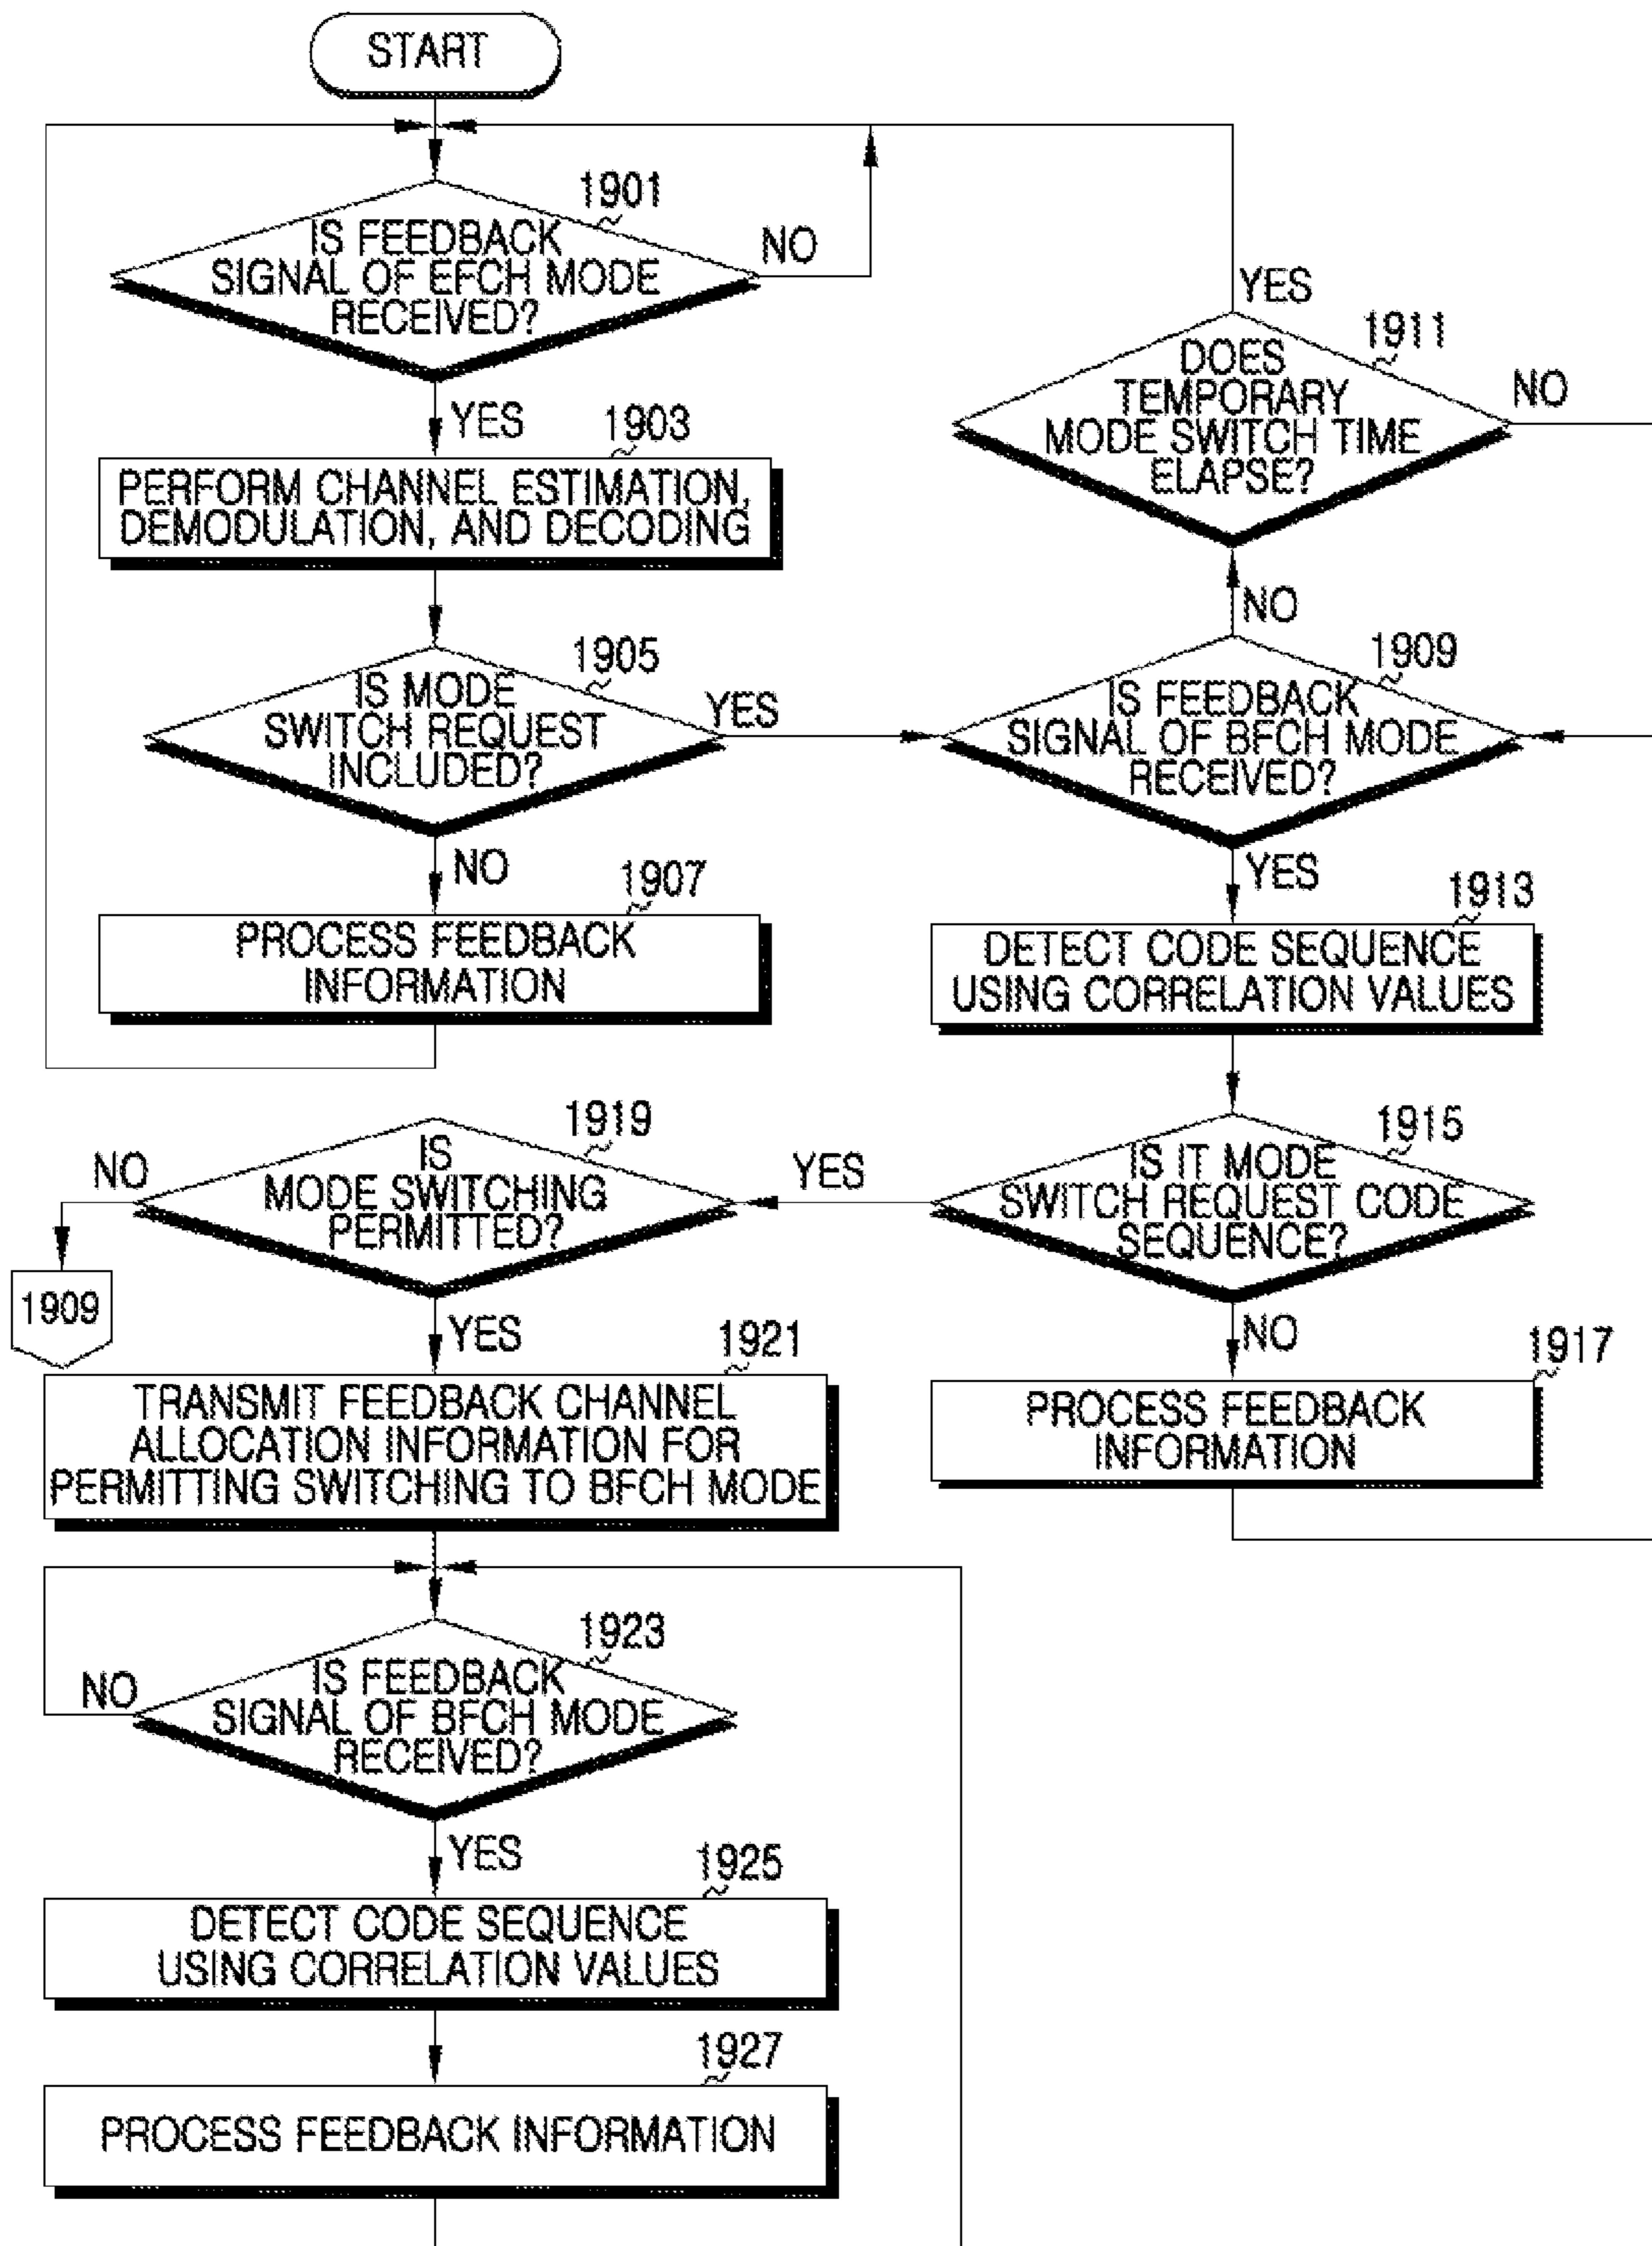 START
1901
IS FEEDBACK
SIGNAL OF EFCH MODE
RECEIVED?
NO
YES
1903
PERFORM CHANNEL ESTIMATION,
DEMODULATION, AND DECODING
1905
IS MODE
SWITCH REQUEST
INCLUDED?
YES
NO
1907
PROCESS FEEDBACK
INFORMATION
YES
1911
DOES
TEMPORARY
MODE SWITCH TIME
ELAPSE?
NO
NO
1909
IS FEEDBACK
SIGNAL OF BFCH MODE
RECEIVED?
YES
1913
DETECT CODE SEQUENCE
USING CORRELATION VALUES
1915
IS IT MODE
SWITCH REQUEST CODE
SEQUENCE?
YES
NO
1917
PROCESS FEEDBACK
INFORMATION
1919
IS
MODE SWITCHING
PERMITTED?
NO
1909
YES
1921
TRANSMIT FEEDBACK CHANNEL
ALLOCATION INFORMATION FOR
PERMITTING SWITCHING TO BFCH MODE
1923
IS FEEDBACK
SIGNAL OF BFCH MODE
RECEIVED?
NO
YES
1925
DETECT CODE SEQUENCE
USING CORRELATION VALUES
1927
PROCESS FEEDBACK INFORMATION